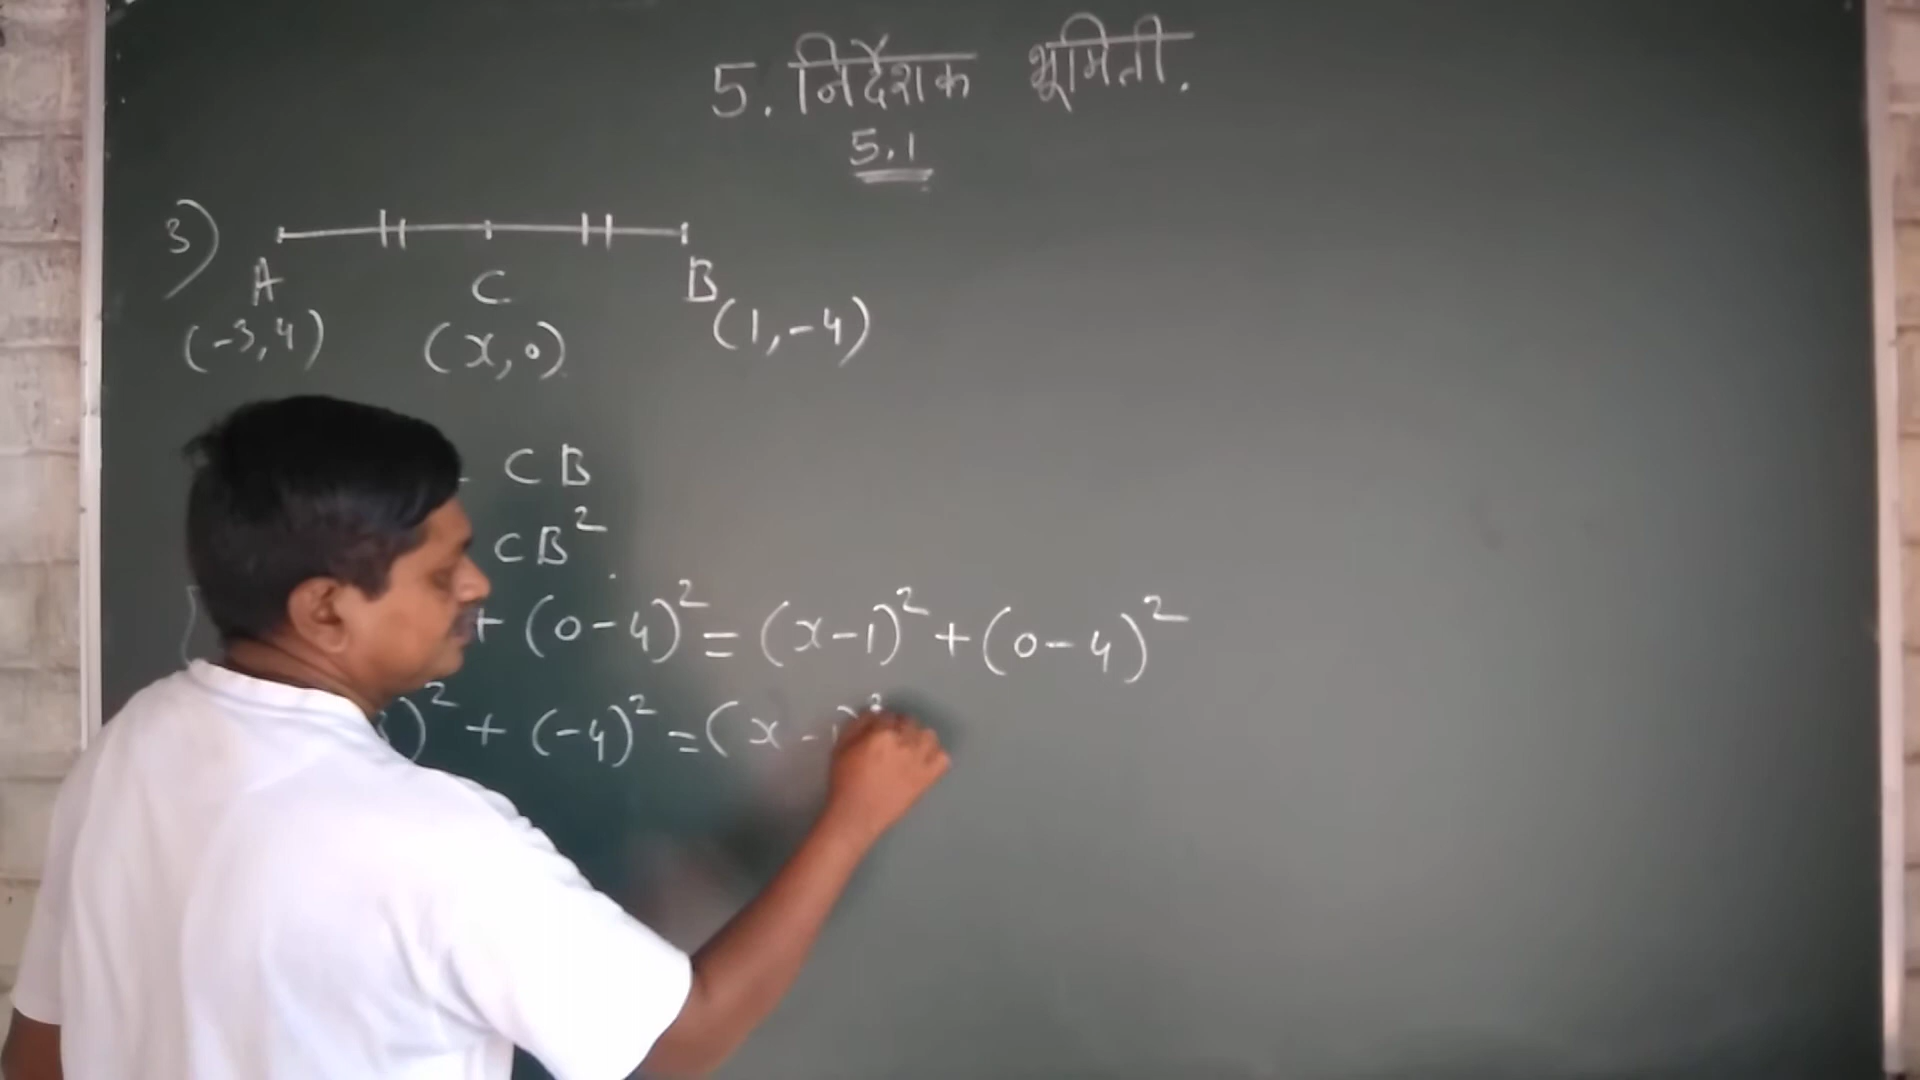 5. निर्देशक भूमिती.
5.1
3)
A C B
(-3,4) (x,0) (1,-4)
CB
CB²
+ (0-4)² = (x-1)² + (0-4)²
)² + (-4)² = (x-1)²